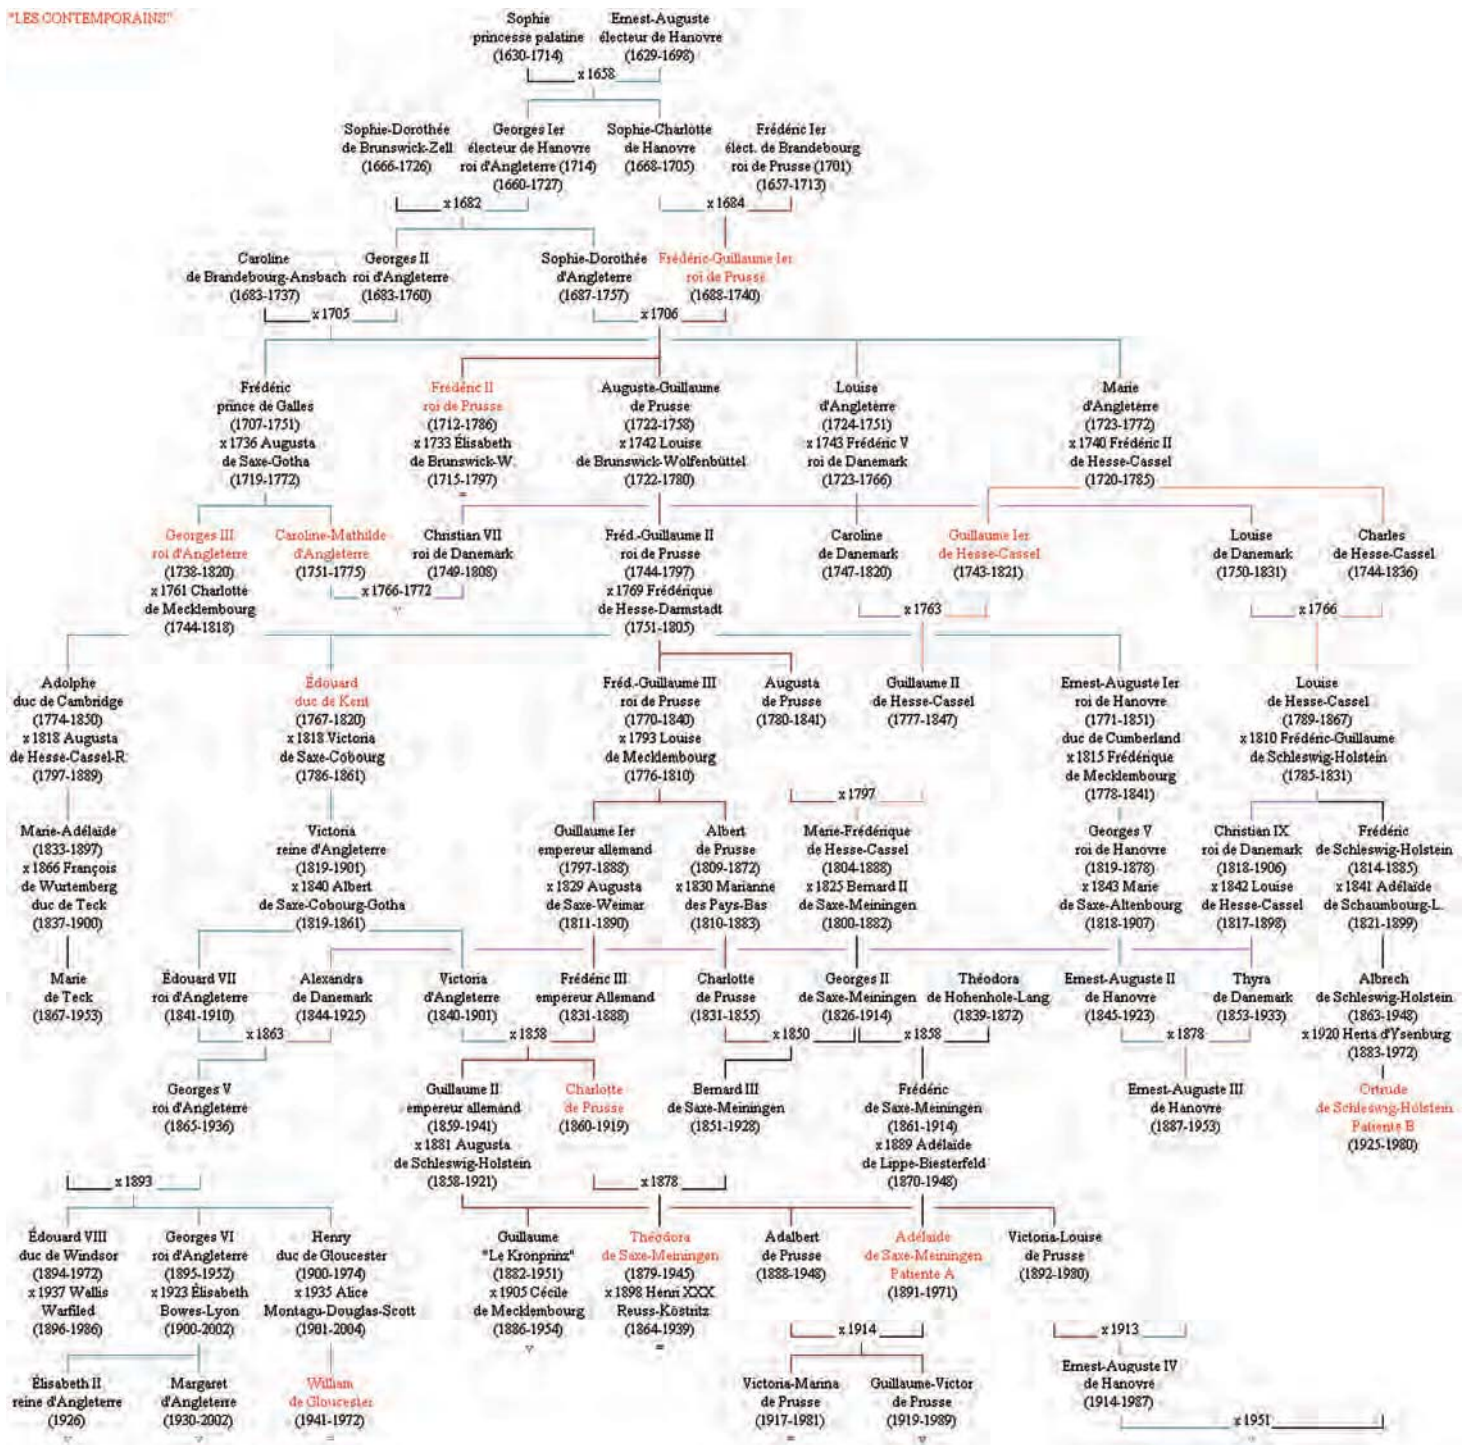 "LES CONTEMPORAINS"
Sophie
princesse palatine
(1630-1714)
Ernest-Auguste
électeur de Hanovre
(1629-1698)
x 1658
Sophie-Dorothée
de Brunswick-Zell
(1666-1726)
Georges Ier
électeur de Hanovre
roi d'Angleterre (1714)
(1660-1727)
Sophie-Charlotte
de Hanovre
(1668-1705)
Frédéric Ier
élect. de Brandebourg
roi de Prusse (1701)
(1657-1713)
x 1682
x 1684
Caroline
de Brandebourg-Ansbach
(1683-1737)
Georges II
roi d'Angleterre
(1683-1760)
Sophie-Dorothée
d'Angleterre
(1687-1757)
Frédéric-Guillaume Ier
roi de Prusse
(1688-1740)
x 1705
x 1706
Frédéric
prince de Galles
(1707-1751)
x 1736 Augusta
de Saxe-Gotha
(1719-1772)
Frédéric II
roi de Prusse
(1712-1786)
x 1733 Élisabeth
de Brunswick-W.
(1715-1797)
=
Auguste-Guillaume
de Prusse
(1722-1758)
x 1742 Louise
de Brunswick-Wolfenbüttel
(1722-1780)
Louise
d'Angleterre
(1724-1751)
x 1743 Frédéric V
roi de Danemark
(1723-1766)
Marie
d'Angleterre
(1723-1772)
x 1740 Frédéric II
de Hesse-Cassel
(1720-1785)
Georges III
roi d'Angleterre
(1738-1820)
x 1761 Charlotte
de Mecklembourg
(1744-1818)
Caroline-Mathilde
d'Angleterre
(1751-1775)
Christian VII
roi de Danemark
(1749-1808)
x 1766-1772
Fréd.-Guillaume II
roi de Prusse
(1744-1797)
x 1769 Frédérique
de Hesse-Darmstadt
(1751-1805)
Caroline
de Danemark
(1747-1820)
Guillaume Ier
de Hesse-Cassel
(1743-1821)
x 1763
Louise
de Danemark
(1750-1831)
Charles
de Hesse-Cassel
(1744-1836)
x 1766
Adolphe
duc de Cambridge
(1774-1850)
x 1818 Augusta
de Hesse-Cassel-R.
(1797-1889)
Édouard
duc de Kent
(1767-1820)
x 1818 Victoria
de Saxe-Cobourg
(1786-1861)
Fréd.-Guillaume III
roi de Prusse
(1770-1840)
x 1793 Louise
de Mecklembourg
(1776-1810)
Augusta
de Prusse
(1780-1841)
Guillaume II
de Hesse-Cassel
(1777-1847)
Ernest-Auguste Ier
roi de Hanovre
(1771-1851)
duc de Cumberland
x 1815 Frédérique
de Mecklembourg
(1778-1841)
Louise
de Hesse-Cassel
(1789-1867)
x 1810 Frédéric-Guillaume
de Schleswig-Holstein
(1785-1831)
x 1797
Marie-Adélaïde
(1833-1897)
x 1866 François
de Wurtemberg
duc de Teck
(1837-1900)
Victoria
reine d'Angleterre
(1819-1901)
x 1840 Albert
de Saxe-Cobourg-Gotha
(1819-1861)
Guillaume Ier
empereur allemand
(1797-1888)
x 1829 Augusta
de Saxe-Weimar
(1811-1890)
Albert
de Prusse
(1809-1872)
x 1830 Marianne
des Pays-Bas
(1810-1883)
Marie-Frédérique
de Hesse-Cassel
(1804-1888)
x 1825 Bernard II
de Saxe-Meiningen
(1800-1882)
Georges V
roi de Hanovre
(1819-1878)
x 1843 Marie
de Saxe-Altenbourg
(1818-1907)
Christian IX
roi de Danemark
(1818-1906)
x 1842 Louise
de Hesse-Cassel
(1817-1898)
Frédéric
de Schleswig-Holstein
(1814-1885)
x 1841 Adélaïde
de Schaumbourg-L.
(1821-1899)
Marie
de Teck
(1867-1953)
Édouard VII
roi d'Angleterre
(1841-1910)
Alexandra
de Danemark
(1844-1925)
Victoria
d'Angleterre
(1840-1901)
Frédéric III
empereur Allemand
(1831-1888)
Charlotte
de Prusse
(1831-1855)
Georges II
de Saxe-Meiningen
(1826-1914)
Théodora
de Hohenhole-Lang.
(1839-1872)
Ernest-Auguste II
de Hanovre
(1845-1923)
Thyra
de Danemark
(1853-1933)
Albrech
de Schleswig-Holstein
(1863-1948)
x 1920 Herta d'Ysenburg
(1883-1972)
x 1863
x 1858
x 1850
x 1858
x 1878
Georges V
roi d'Angleterre
(1865-1936)
Guillaume II
empereur allemand
(1859-1941)
x 1881 Augusta
de Schleswig-Holstein
(1858-1921)
Charlotte
de Prusse
(1860-1919)
Bernard III
de Saxe-Meiningen
(1851-1928)
Frédéric
de Saxe-Meiningen
(1861-1914)
x 1889 Adélaïde
de Lippe-Biesterfeld
(1870-1948)
Ernest-Auguste III
de Hanovre
(1887-1953)
Ortrude
de Schleswig-Holstein
Patiente B
(1925-1980)
x 1893
x 1878
Édouard VIII
duc de Windsor
(1894-1972)
x 1937 Wallis
Warfiled
(1896-1986)
Georges VI
roi d'Angleterre
(1895-1952)
x 1923 Élisabeth
Bowes-Lyon
(1900-2002)
Henry
duc de Gloucester
(1900-1974)
x 1935 Alice
Montagu-Douglas-Scott
(1901-2004)
Guillaume
"Le Kronprinz"
(1882-1951)
x 1905 Cécile
de Mecklembourg
(1886-1954)
Théodora
de Saxe-Meiningen
(1879-1945)
x 1898 Henri XXX
Reuss-Köstritz
(1864-1939)
=
Adalbert
de Prusse
(1888-1948)
Adélaïde
de Saxe-Meiningen
Patiente A
(1891-1971)
Victoria-Louise
de Prusse
(1892-1980)
x 1914
x 1913
Élisabeth II
reine d'Angleterre
(1926)
Margaret
d'Angleterre
(1930-2002)
William
de Gloucester
(1941-1972)
=
Victoria-Marina
de Prusse
(1917-1981)
=
Guillaume-Victor
de Prusse
(1919-1989)
Ernest-Auguste IV
de Hanovre
(1914-1987)
x 1951